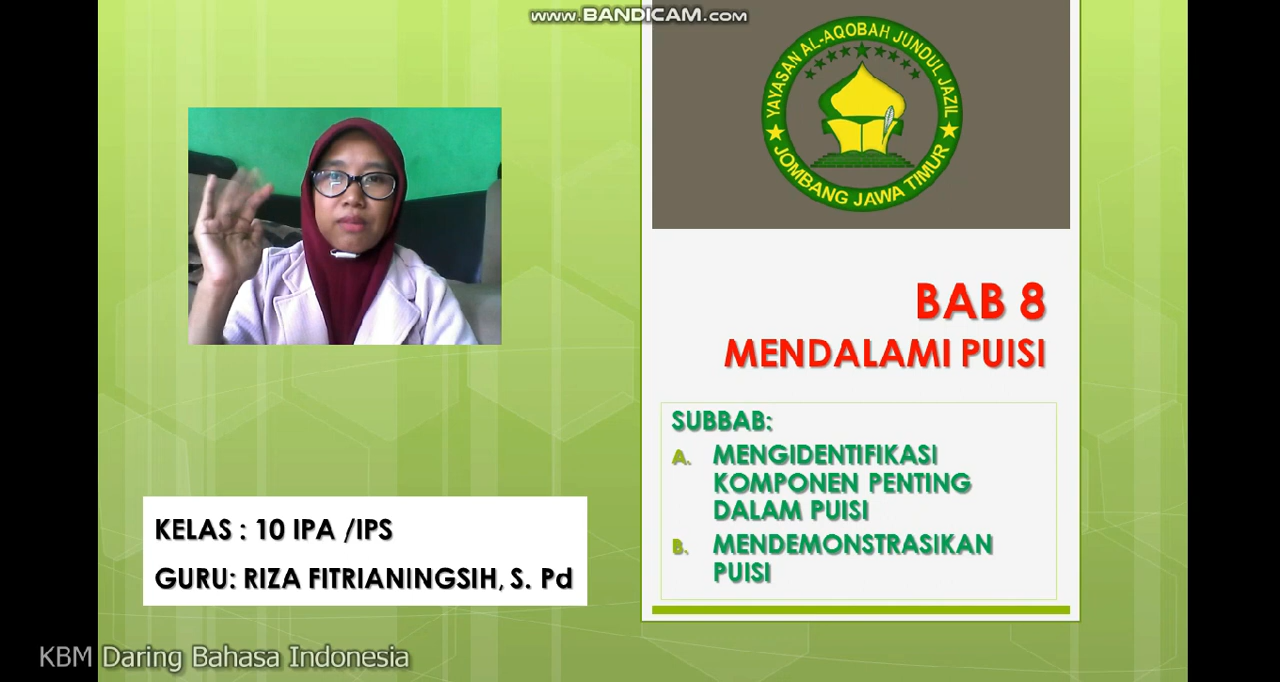 www.BANDICAM.com
YAYASAN AL-AQOBAH JUNDUL JAZIL
JOMBANG JAWA TIMUR
BAB 8
MENDALAMI PUISI
SUBBAB:
A. MENGIDENTIFIKASI
KOMPONEN PENTING
DALAM PUISI
B. MENDEMONSTRASIKAN
PUISI
KELAS : 10 IPA /IPS
GURU: RIZA FITRIANINGSIH, S. Pd
KBM Daring Bahasa Indonesia